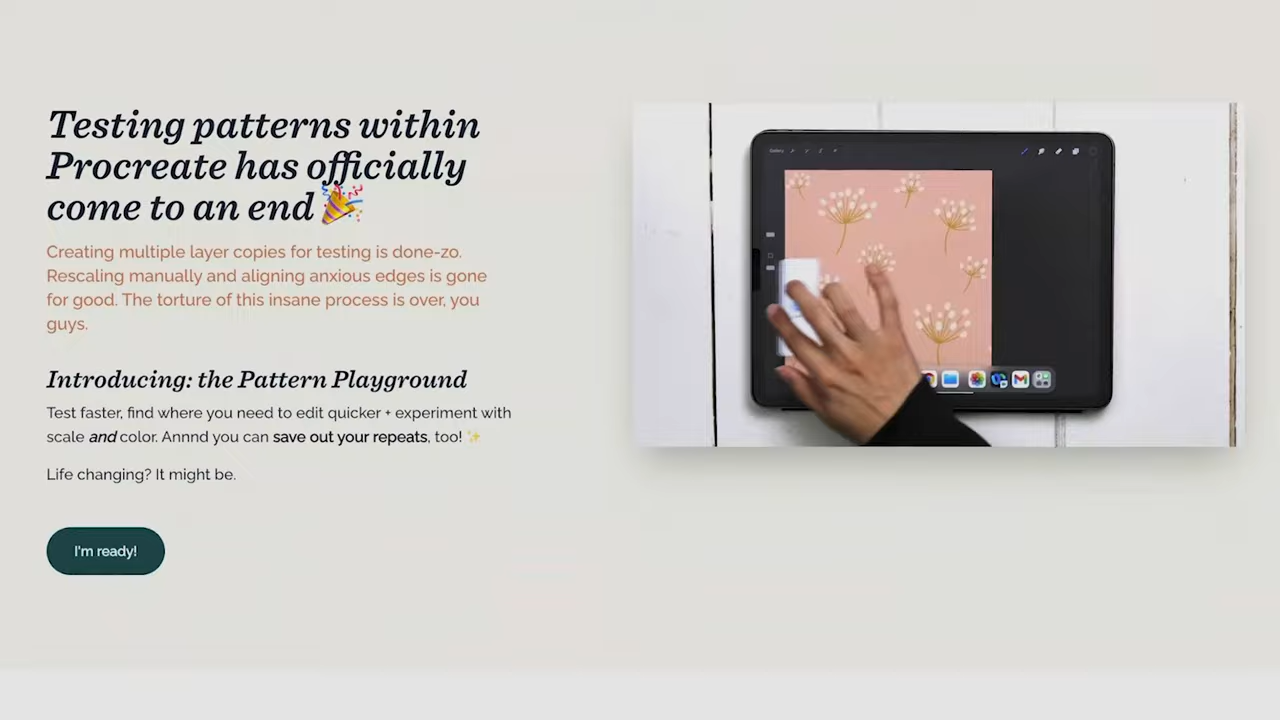 Testing patterns within
Procreate has officially
come to an end 🎉
Creating multiple layer copies for testing is done-zo.
Rescaling manually and aligning anxious edges is gone
for good. The torture of this insane process is over, you
guys.
Introducing: the Pattern Playground
Test faster, find where you need to edit quicker + experiment with
scale and color. Annnd you can save out your repeats, too! ✨
Life changing? It might be.
I'm ready!
Gallery